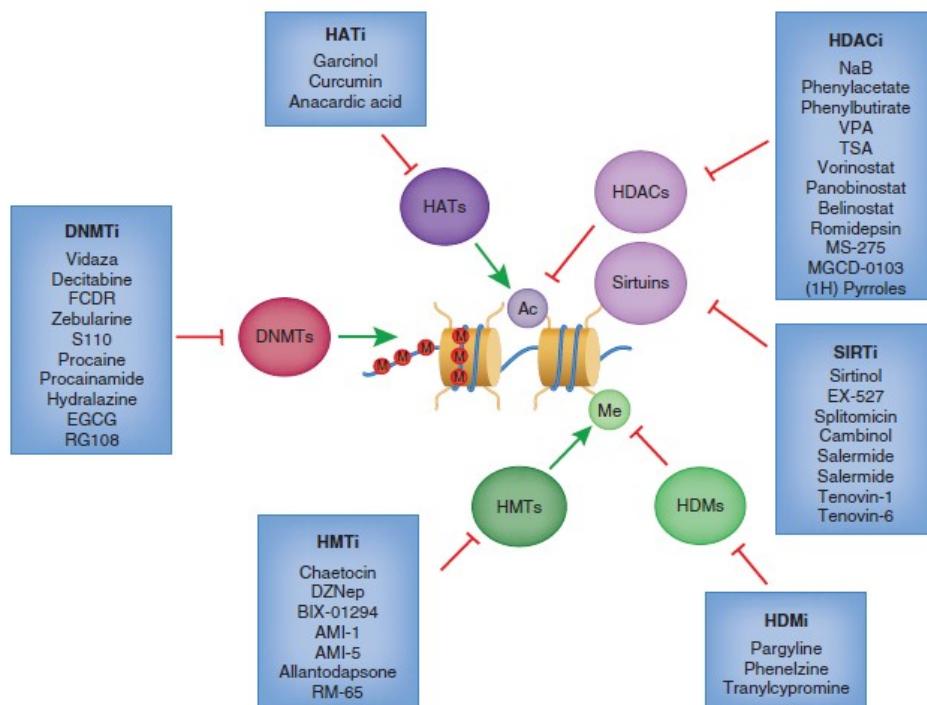 HATi
Garcinol
Curcumin
Anacardic acid
HDACi
NaB
Phenylacetate
Phenylbutirate
VPA
TSA
Vorinostat
Panobinostat
Belinostat
Romidepsin
MS-275
MGCD-0103
(1H) Pyrroles
HATs
HDACs
DNMTi
Vidaza
Decitabine
FCDR
Zebularine
S110
Procaine
Procainamide
Hydralazine
EGCG
RG108
DNMTs
Sirtuins
Ac
M
M
M
M
M
M
Me
SIRTi
Sirtinol
EX-527
Splitomicin
Cambinol
Salermide
Salermide
Tenovin-1
Tenovin-6
HMTs
HDMs
HMTi
Chaetocin
DZNep
BIX-01294
AMI-1
AMI-5
Allantodapsone
RM-65
HDMi
Pargyline
Phenelzine
Tranylcypromine